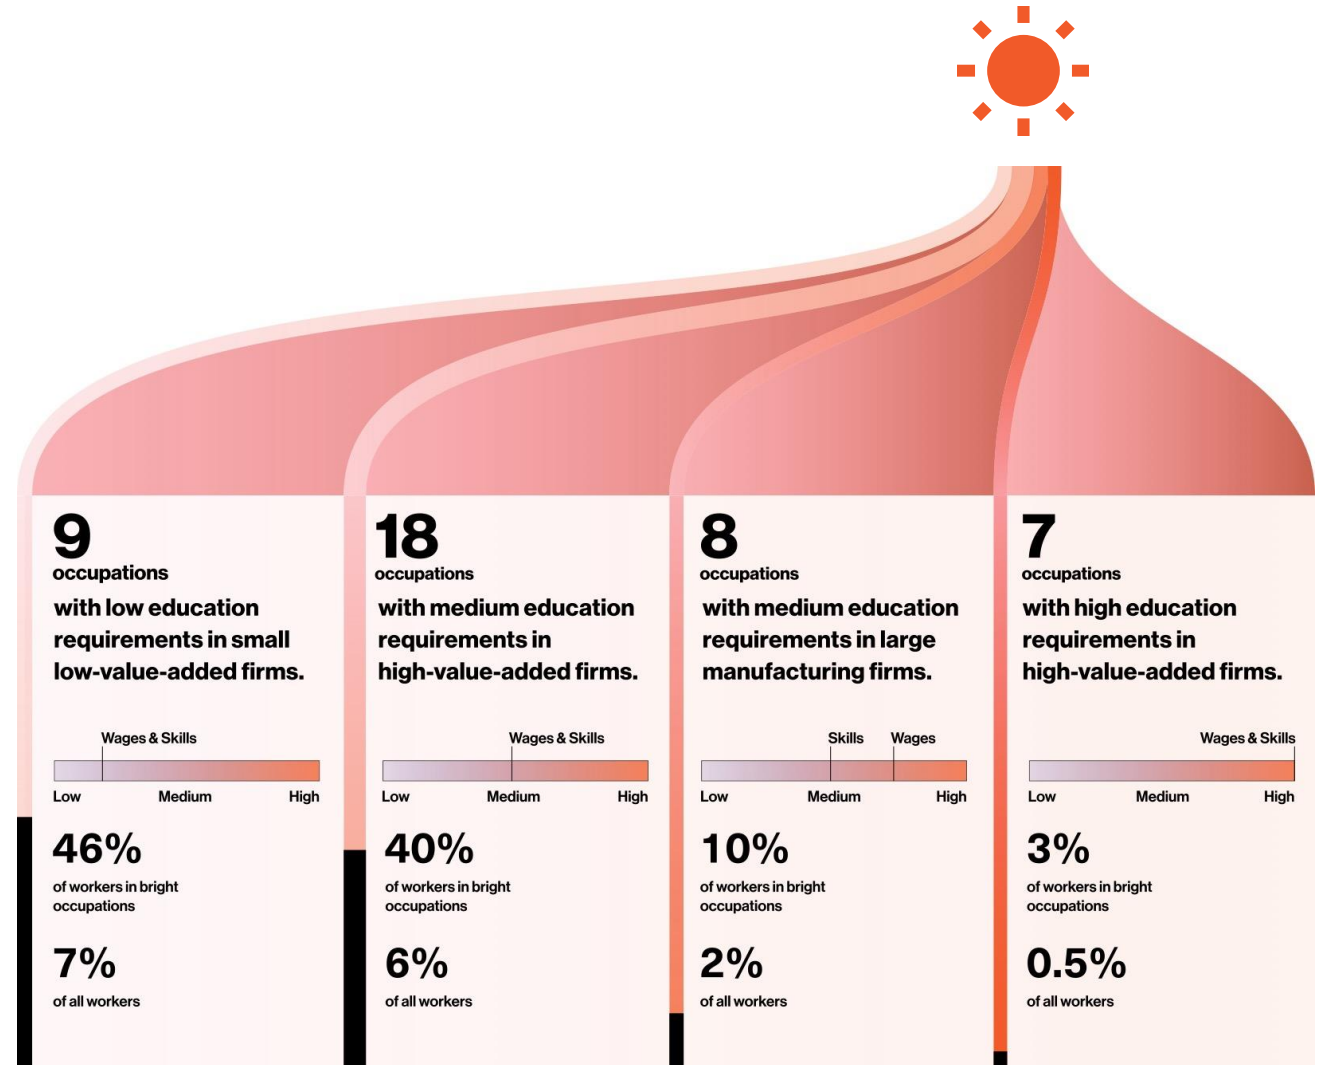 9
occupations
with low education
requirements in small
low-value-added firms.
Wages & Skills
Low Medium High
46%
of workers in bright
occupations
7%
of all workers
18
occupations
with medium education
requirements in
high-value-added firms.
Wages & Skills
Low Medium High
40%
of workers in bright
occupations
6%
of all workers
8
occupations
with medium education
requirements in large
manufacturing firms.
Skills Wages
Low Medium High
10%
of workers in bright
occupations
2%
of all workers
7
occupations
with high education
requirements in
high-value-added firms.
Wages & Skills
Low Medium High
3%
of workers in bright
occupations
0.5%
of all workers